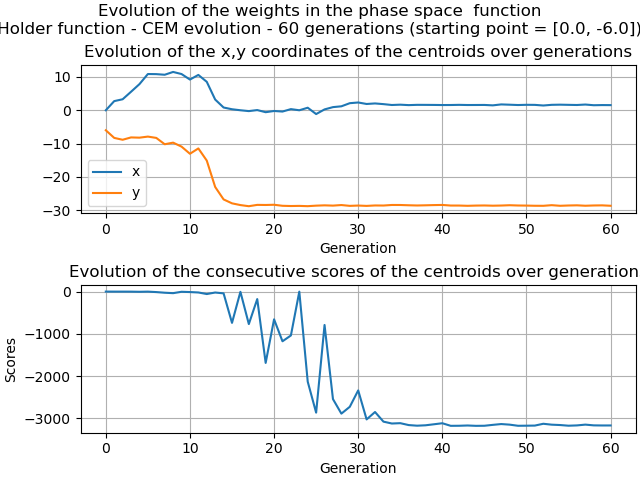 Evolution of the weights in the phase space function
Holder function - CEM evolution - 60 generations (starting point = [0.0, -6.0])
Evolution of the x,y coordinates of the centroids over generations
10
0
−10
−20
−30
x
y
0 10 20 30 40 50 60
Generation
Evolution of the consecutive scores of the centroids over generation
Scores
0
−1000
−2000
−3000
0 10 20 30 40 50 60
Generation